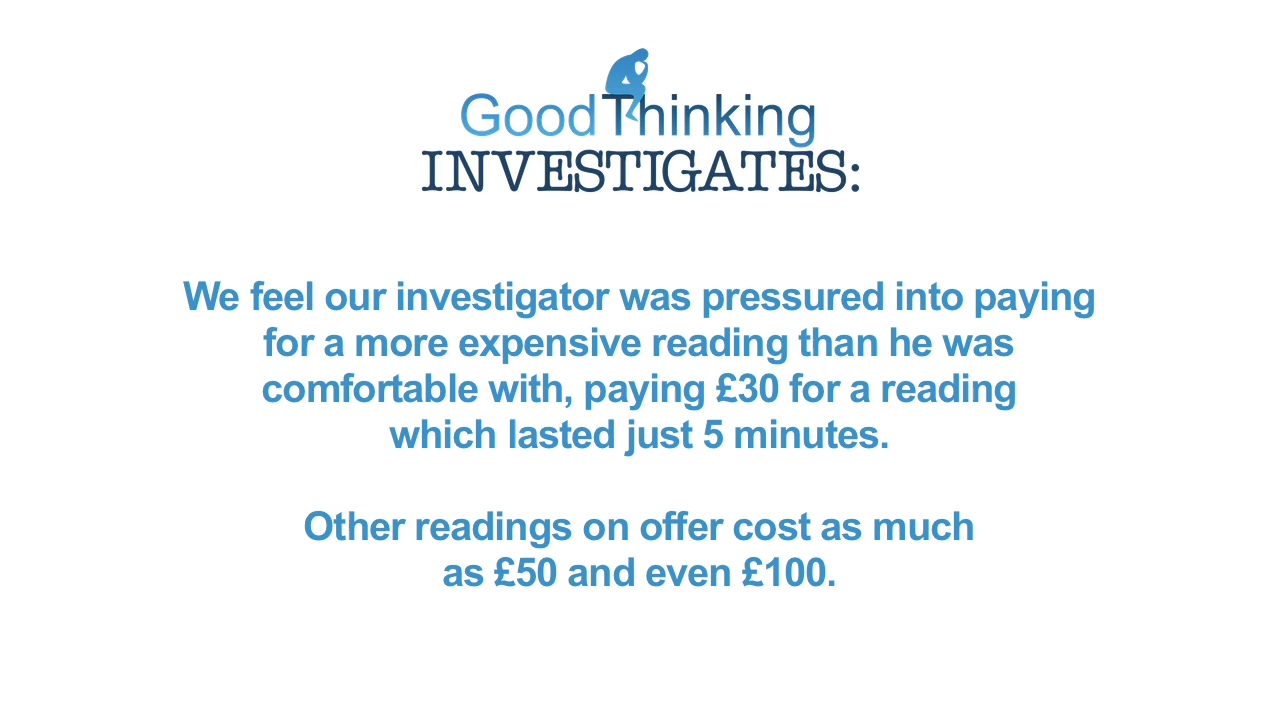 GoodThinking
INVESTIGATES:
We feel our investigator was pressured into paying
for a more expensive reading than he was
comfortable with, paying £30 for a reading
which lasted just 5 minutes.
Other readings on offer cost as much
as £50 and even £100.